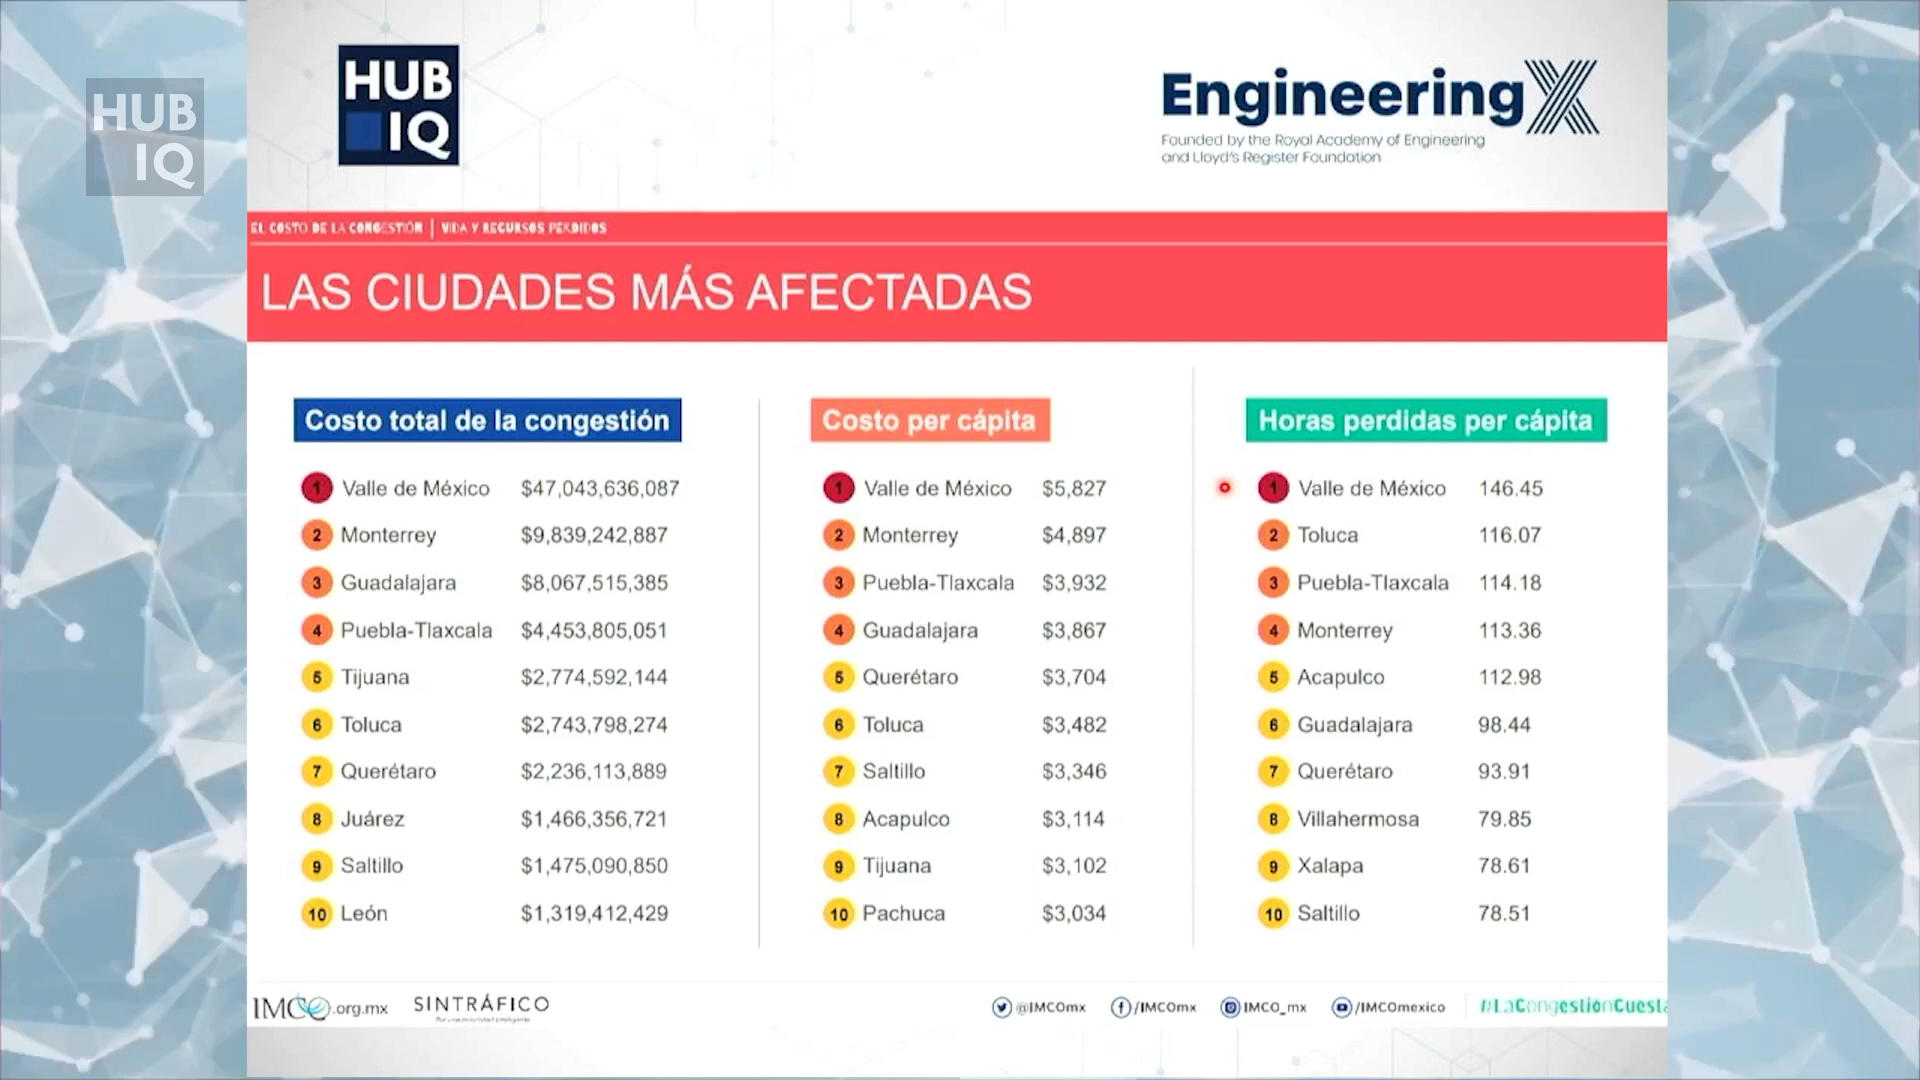 HUB
IQ
HUB
IQ
EngineeringX
Founded by the Royal Academy of Engineering
and Lloyd's Register Foundation
EL COSTO DE LA CONGESTIÓN | VIDA Y RECURSOS PERDIDOS
LAS CIUDADES MÁS AFECTADAS
Costo total de la congestión
1 Valle de México $47,043,636,087
2 Monterrey $9,839,242,887
3 Guadalajara $8,067,515,385
4 Puebla-Tlaxcala $4,453,805,051
5 Tijuana $2,774,592,144
6 Toluca $2,743,798,274
7 Querétaro $2,236,113,889
8 Juárez $1,466,356,721
9 Saltillo $1,475,090,850
10 León $1,319,412,429
Costo per cápita
1 Valle de México $5,827
2 Monterrey $4,897
3 Puebla-Tlaxcala $3,932
4 Guadalajara $3,867
5 Querétaro $3,704
6 Toluca $3,482
7 Saltillo $3,346
8 Acapulco $3,114
9 Tijuana $3,102
10 Pachuca $3,034
Horas perdidas per cápita
1 Valle de México 146.45
2 Toluca 116.07
3 Puebla-Tlaxcala 114.18
4 Monterrey 113.36
5 Acapulco 112.98
6 Guadalajara 98.44
7 Querétaro 93.91
8 Villahermosa 79.85
9 Xalapa 78.61
10 Saltillo 78.51
IMCO.org.mx SINTRÁFICO
@IMCOmx /IMCOmx IMCO_mx /IMCOmexico #LaCongestiónCuesta